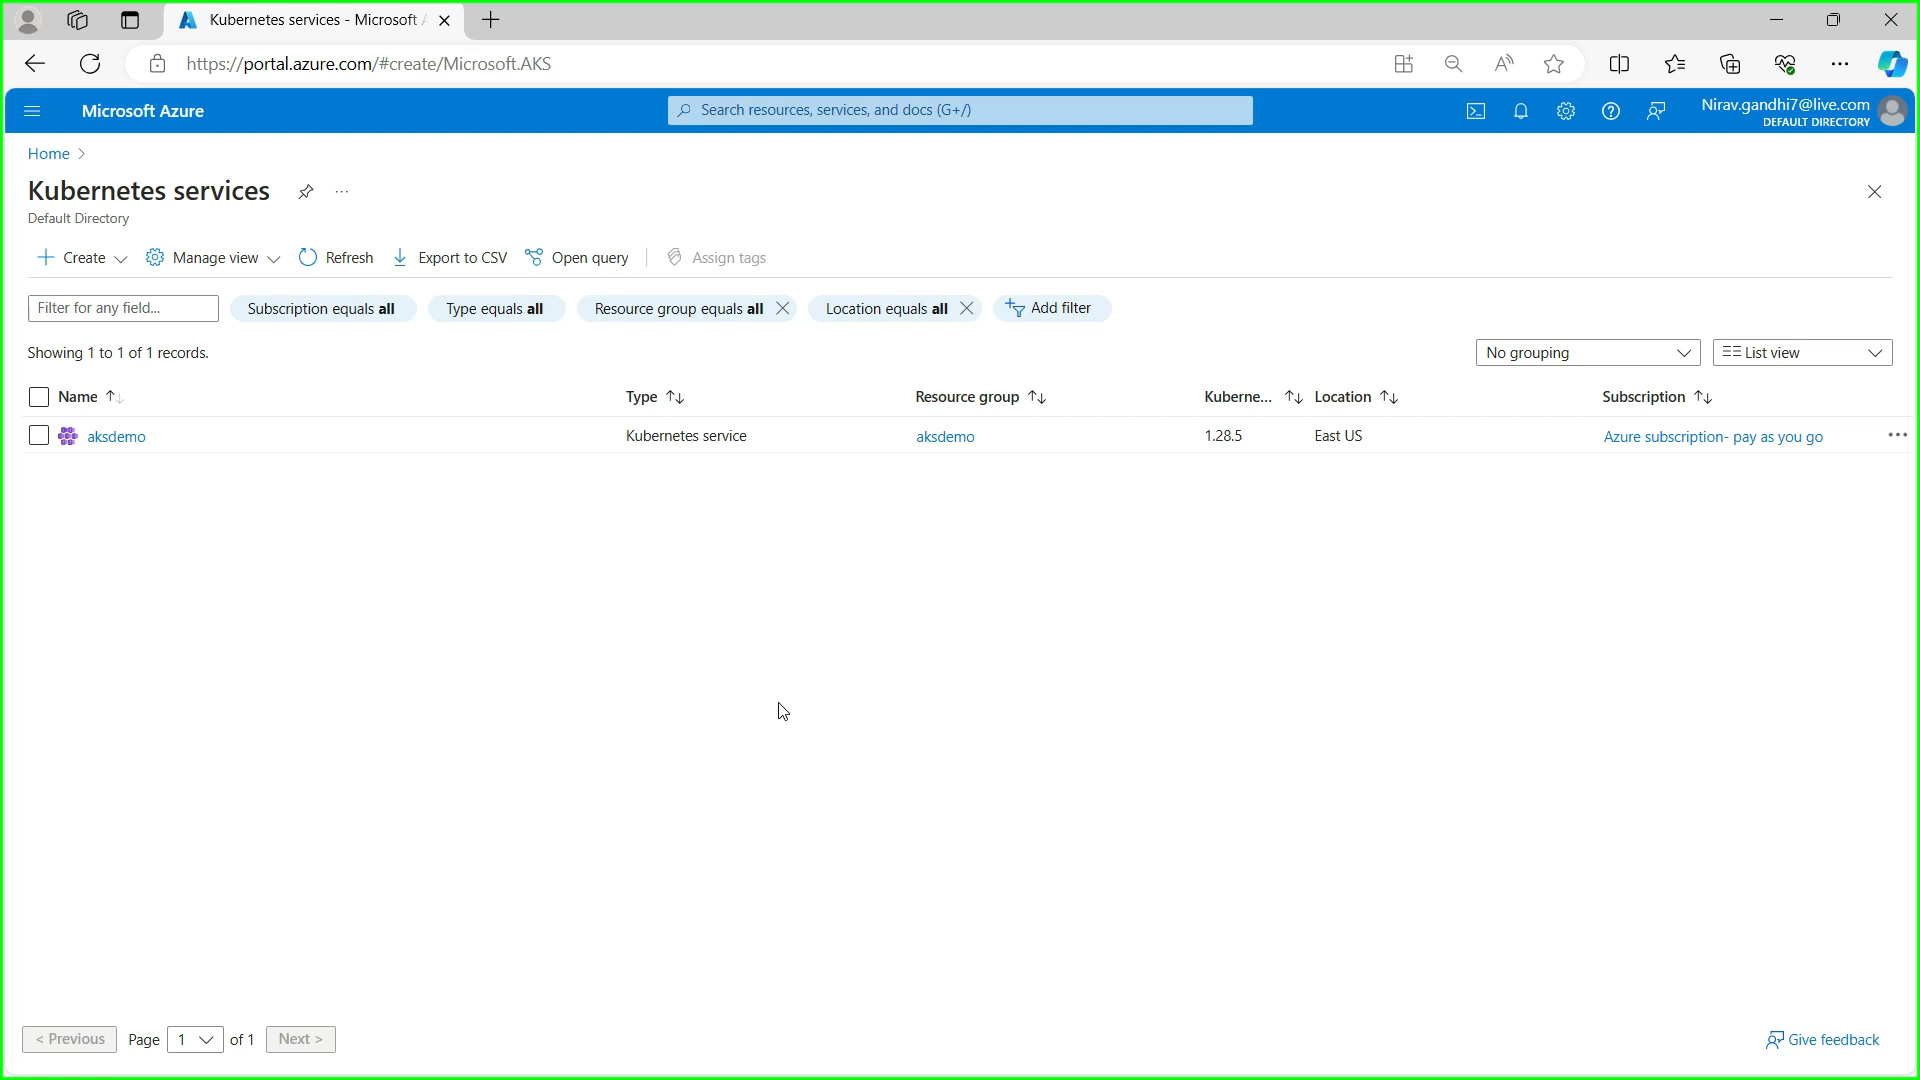 Kubernetes services - Microsoft A
https://portal.azure.com/#create/Microsoft.AKS
Microsoft Azure
Search resources, services, and docs (G+/)
Nirav.gandhi7@live.com
DEFAULT DIRECTORY
Home
Kubernetes services
Default Directory
Create
Manage view
Refresh
Export to CSV
Open query
Assign tags
Filter for any field...
Subscription equals all
Type equals all
Resource group equals all
Location equals all
Add filter
Showing 1 to 1 of 1 records.
No grouping
List view
Name
Type
Resource group
Kuberne...
Location
Subscription
aksdemo
Kubernetes service
aksdemo
1.28.5
East US
Azure subscription- pay as you go
< Previous
Page
1
of 1
Next >
Give feedback